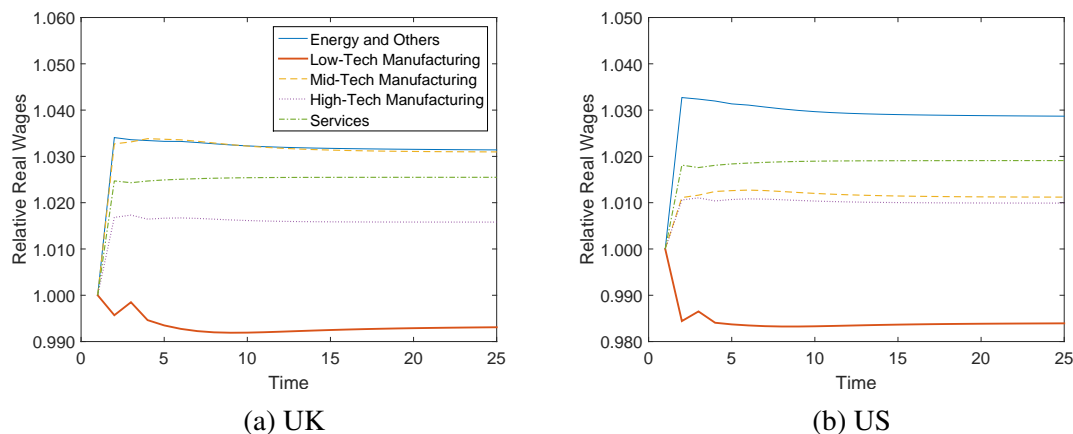 1.060
1.050
1.040
1.030
1.020
1.010
1.000
0.990
Relative Real Wages
0
5
10
15
20
25
Time
Energy and Others
Low-Tech Manufacturing
Mid-Tech Manufacturing
High-Tech Manufacturing
Services
(a) UK
1.050
1.040
1.030
1.020
1.010
1.000
0.990
0.980
Relative Real Wages
0
5
10
15
20
25
Time
(b) US